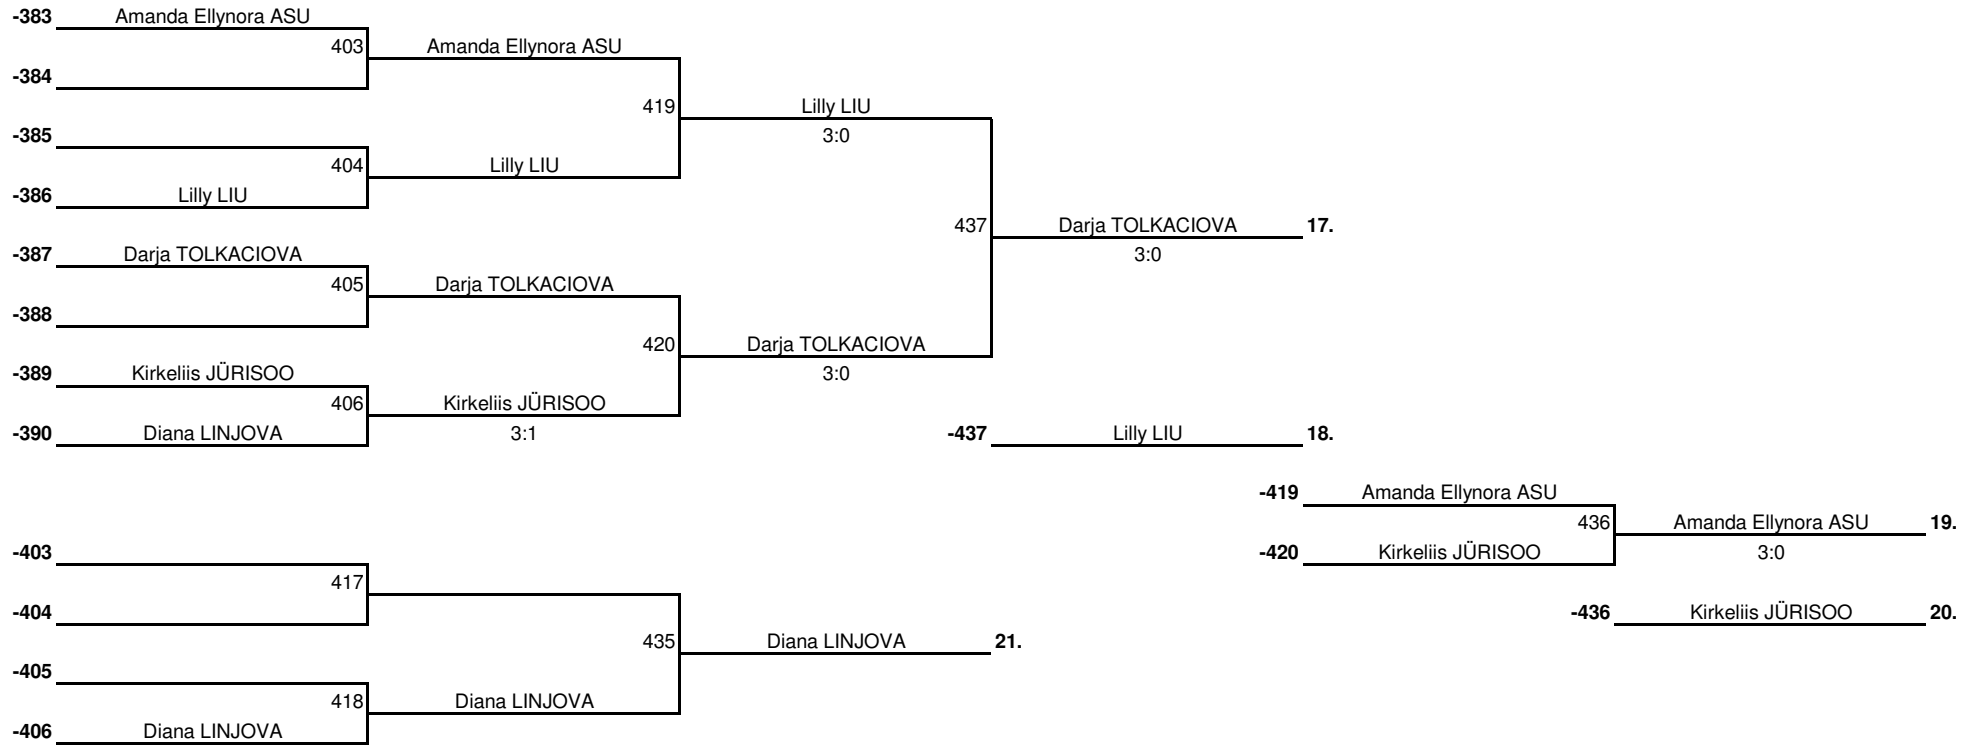 -383 Amanda Ellynora ASU
403 Amanda Ellynora ASU
-384
419 Lilly LIU
-385 3:0
404 Lilly LIU
-386 Lilly LIU
437 Darja TOLKACIOVA 17.
-387 Darja TOLKACIOVA 3:0
405 Darja TOLKACIOVA
-388
420 Darja TOLKACIOVA
-389 Kirkeliis JÜRISOO 3:0
406 Kirkeliis JÜRISOO
-390 Diana LINJOVA 3:1 -437 Lilly LIU 18.
-419 Amanda Ellynora ASU
436 Amanda Ellynora ASU 19.
-403 -420 Kirkeliis JÜRISOO 3:0
417
-404 -436 Kirkeliis JÜRISOO 20.
435 Diana LINJOVA 21.
-405
418 Diana LINJOVA
-406 Diana LINJOVA